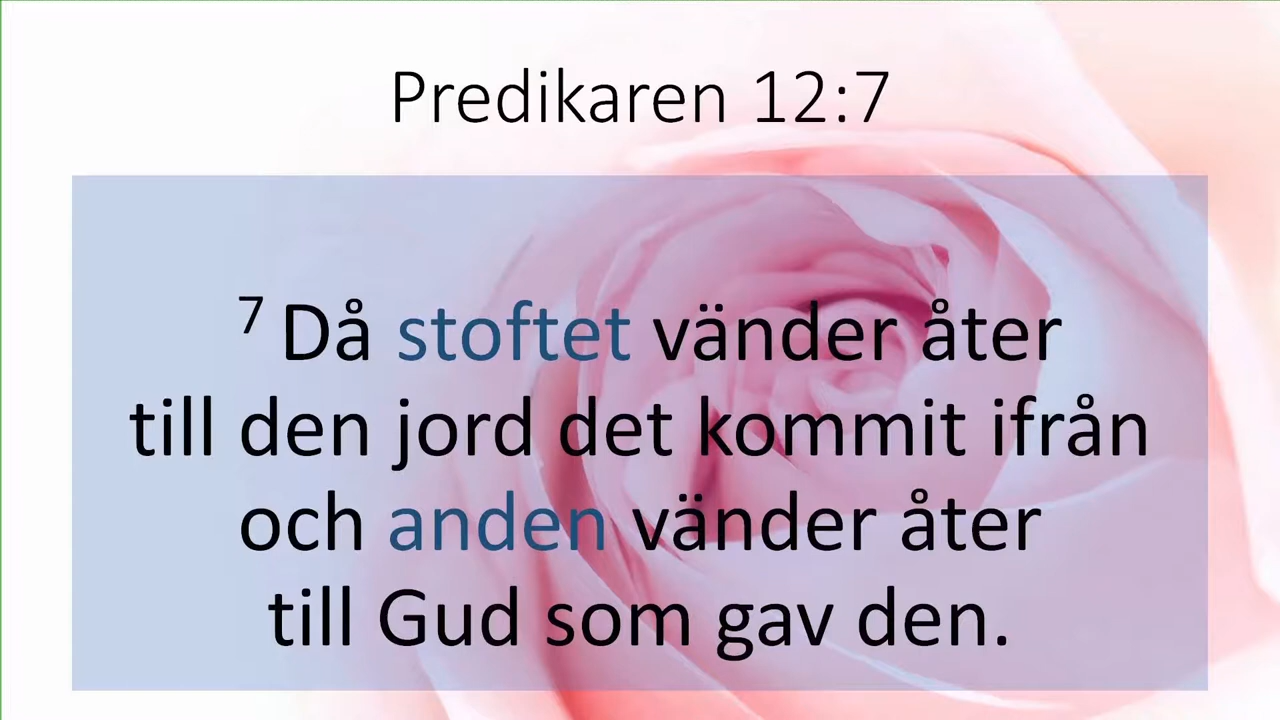 Predikaren 12:7
7 Då stoftet vänder åter
till den jord det kommit ifrån
och anden vänder åter
till Gud som gav den.